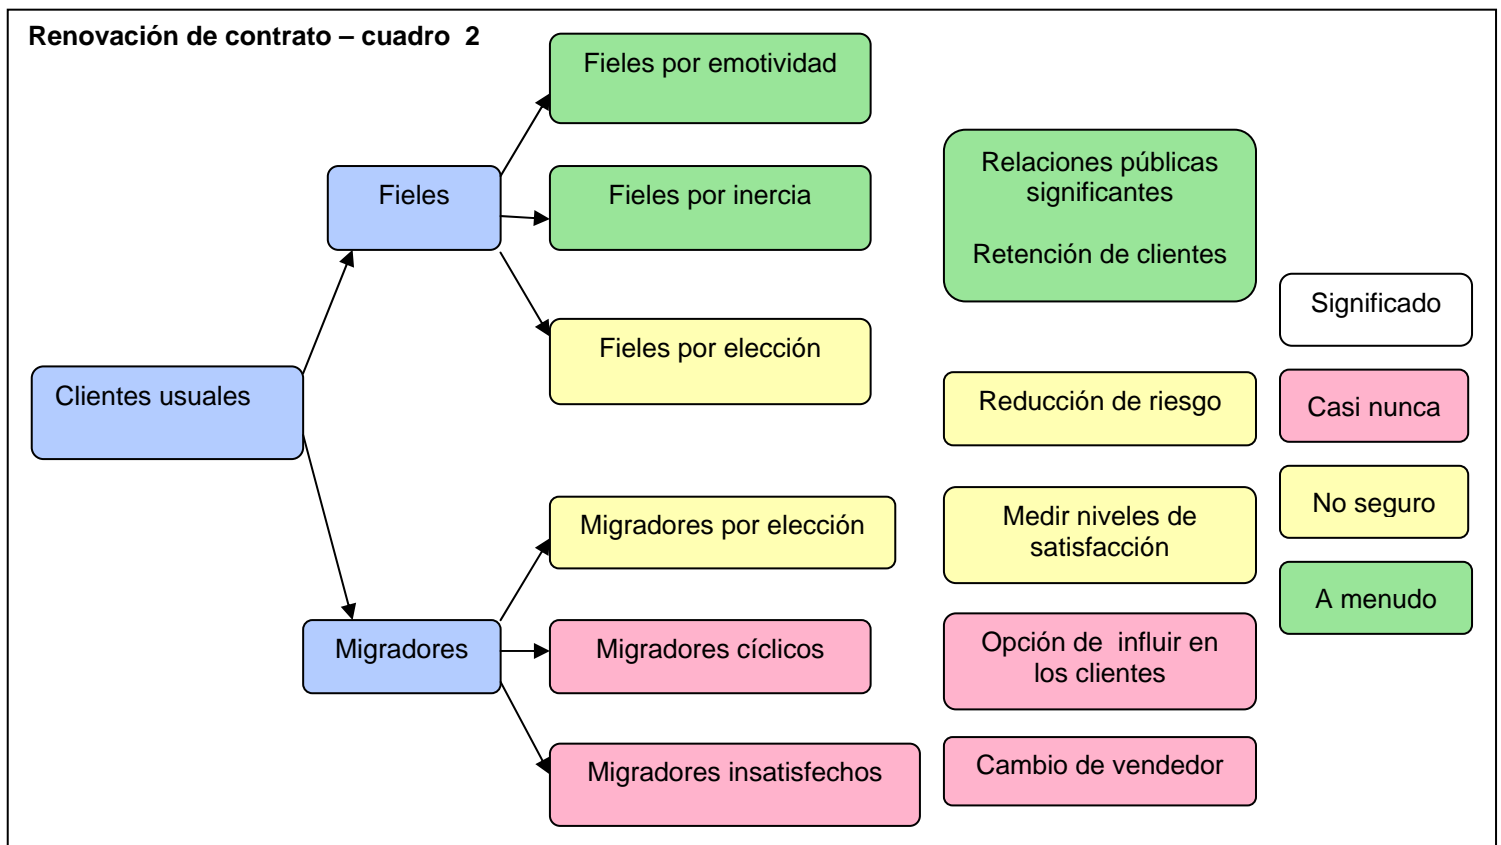 Renovación de contrato – cuadro 2
Fieles por emotividad
Relaciones públicas
significantes
Retención de clientes
Fieles
Fieles por inercia
Significado
Fieles por elección
Clientes usuales
Reducción de riesgo
Casi nunca
Migradores por elección
Medir niveles de
satisfacción
No seguro
A menudo
Migradores
Migradores cíclicos
Opción de influir en
los clientes
Migradores insatisfechos
Cambio de vendedor